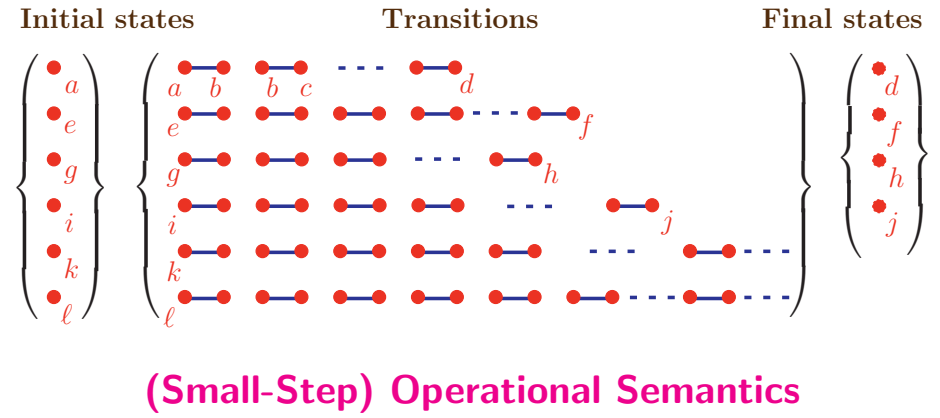 Initial states Transitions Final states
a a b b c d d
e e f f
g g h h
i i j j
k k
ℓ ℓ
(Small-Step) Operational Semantics